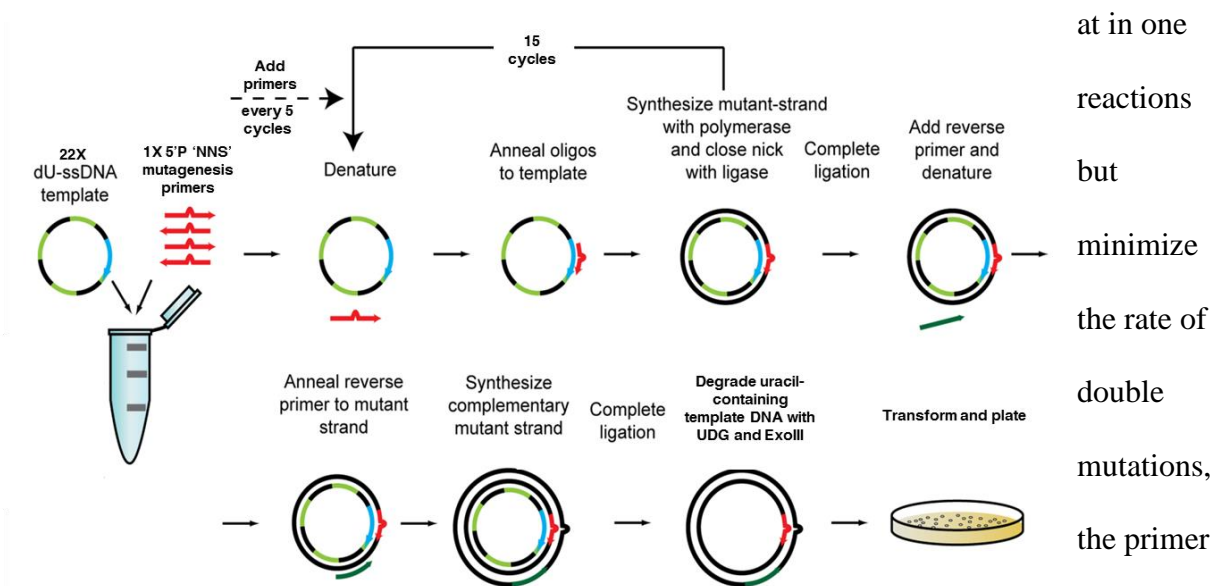 15
cycles
Add
primers
every 5
cycles
22X
dU-ssDNA
template
1X 5'P 'NNS'
mutagenesis
primers
Denature
Anneal oligos
to template
Synthesize mutant-strand
with polymerase
and close nick
with ligase
Complete
ligation
Add reverse
primer and
denature
Anneal reverse
primer to mutant
strand
Synthesize
complementary
mutant strand
Complete
ligation
Degrade uracil-
containing
template DNA with
UDG and ExoIII
Transform and plate
at in one
reactions
but
minimize
the rate of
double
mutations,
the primer